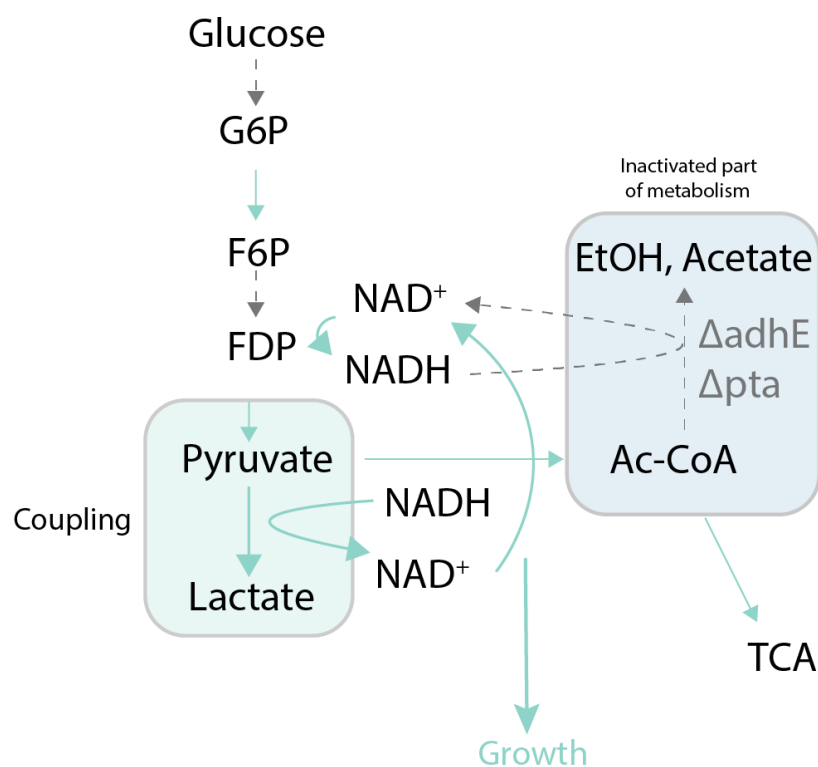 Glucose
G6P
F6P
FDP
NAD⁺
NADH
Inactivated part
of metabolism
EtOH, Acetate
ΔadhE
Δpta
Ac-CoA
Coupling
Pyruvate
NADH
NAD⁺
Lactate
TCA
Growth